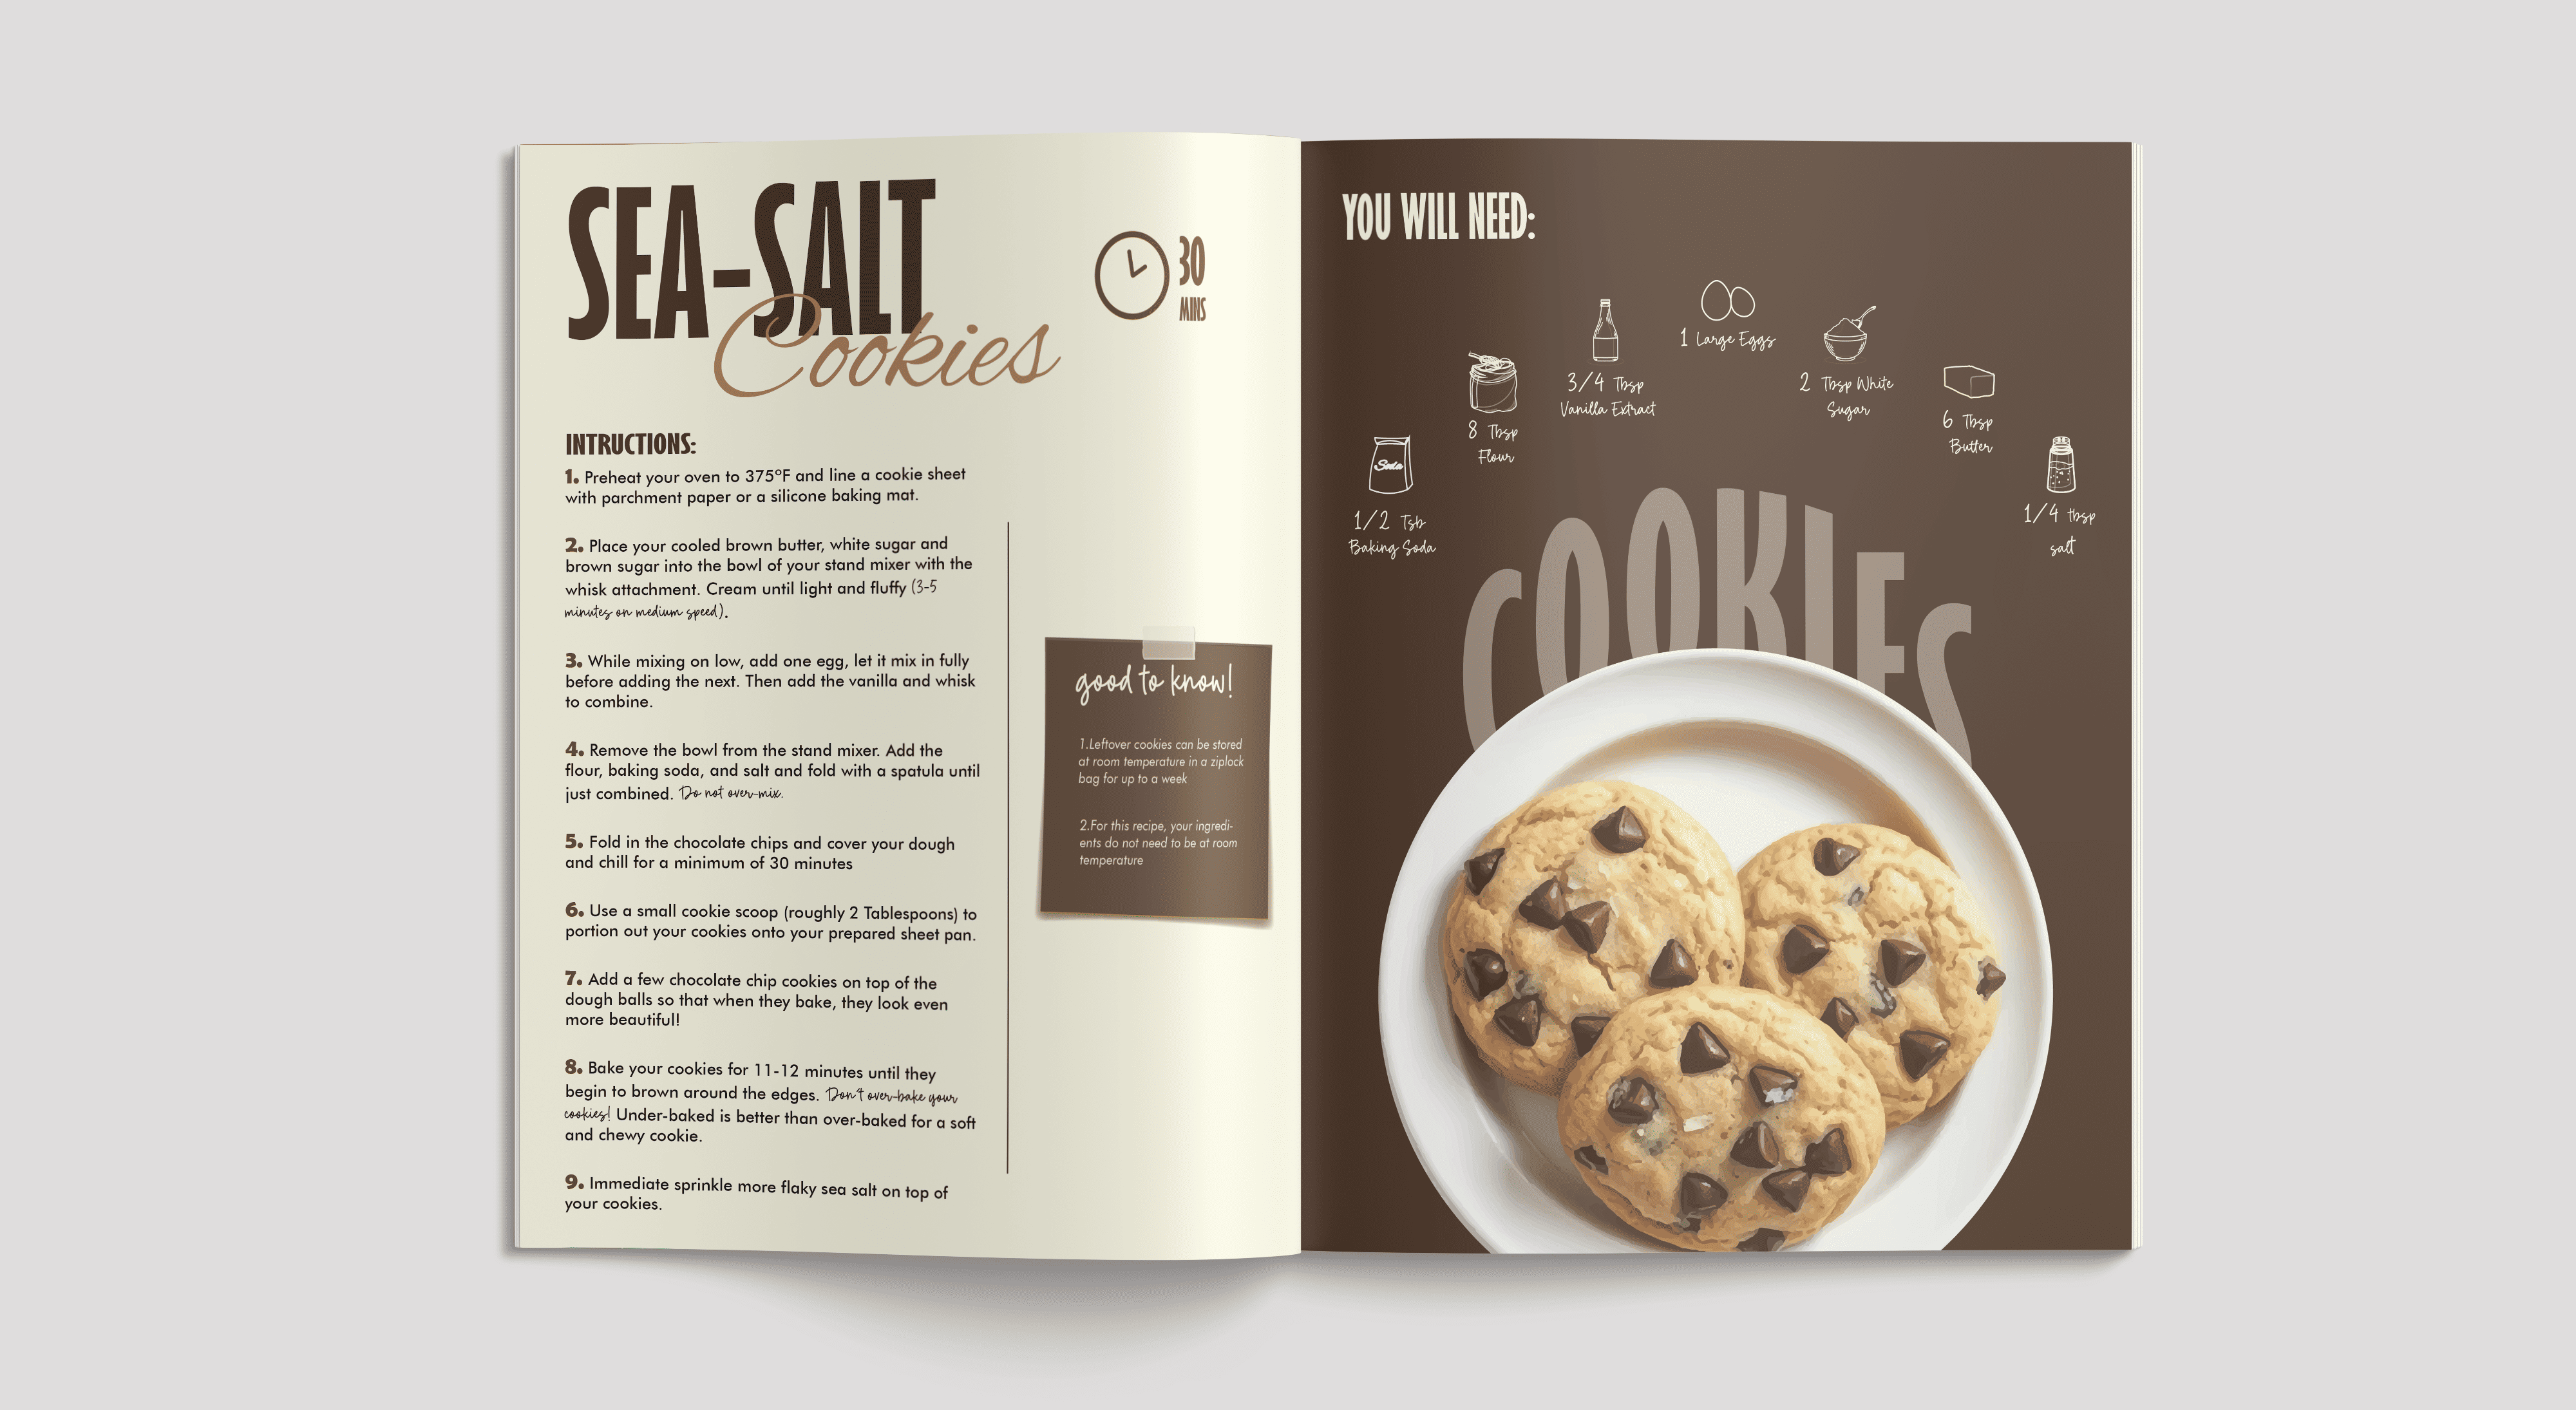 SEA-SALT
Cookies
30
MINS
INTRUCTIONS:
1. Preheat your oven to 375°F and line a cookie sheet
with parchment paper or a silicone baking mat.
2. Place your cooled brown butter, white sugar and
brown sugar into the bowl of your stand mixer with the
whisk attachment. Cream until light and fluffy (3-5
minutes on medium speed).
3. While mixing on low, add one egg, let it mix in fully
before adding the next. Then add the vanilla and whisk
to combine.
4. Remove the bowl from the stand mixer. Add the
flour, baking soda, and salt and fold with a spatula until
just combined. Do not over-mix.
5. Fold in the chocolate chips and cover your dough
and chill for a minimum of 30 minutes
6. Use a small cookie scoop (roughly 2 Tablespoons) to
portion out your cookies onto your prepared sheet pan.
7. Add a few chocolate chip cookies on top of the
dough balls so that when they bake, they look even
more beautiful!
8. Bake your cookies for 11-12 minutes until they
begin to brown around the edges. Don't over-bake your
cookies! Under-baked is better than over-baked for a soft
and chewy cookie.
9. Immediate sprinkle more flaky sea salt on top of
your cookies.
good to know!
1.Leftover cookies can be stored
at room temperature in a ziplock
bag for up to a week
2.For this recipe, your ingredi-
ents do not need to be at room
temperature
YOU WILL NEED:
Soda
1/2 Tsb
Baking Soda
8 Tbsp
Flour
3/4 Tbsp
Vanilla Extract
1 Large Eggs
2 Tbsp White
Sugar
6 Tbsp
Butter
1/4 tbsp
salt
COOKIES